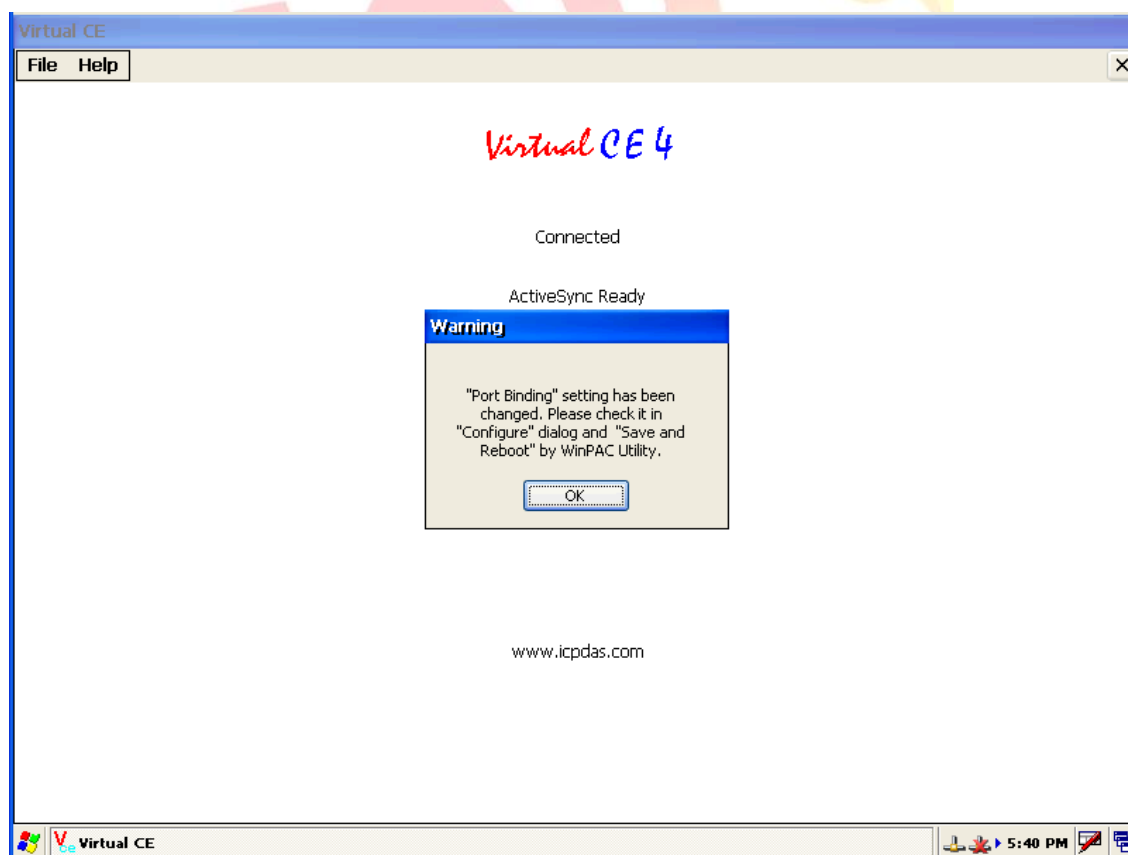 Virtual CE
File Help
Virtual CE 4
Connected
ActiveSync Ready
Warning
"Port Binding" setting has been
changed. Please check it in
"Configure" dialog and "Save and
Reboot" by WinPAC Utility.
OK
www.icpdas.com
Virtual CE 5:40 PM